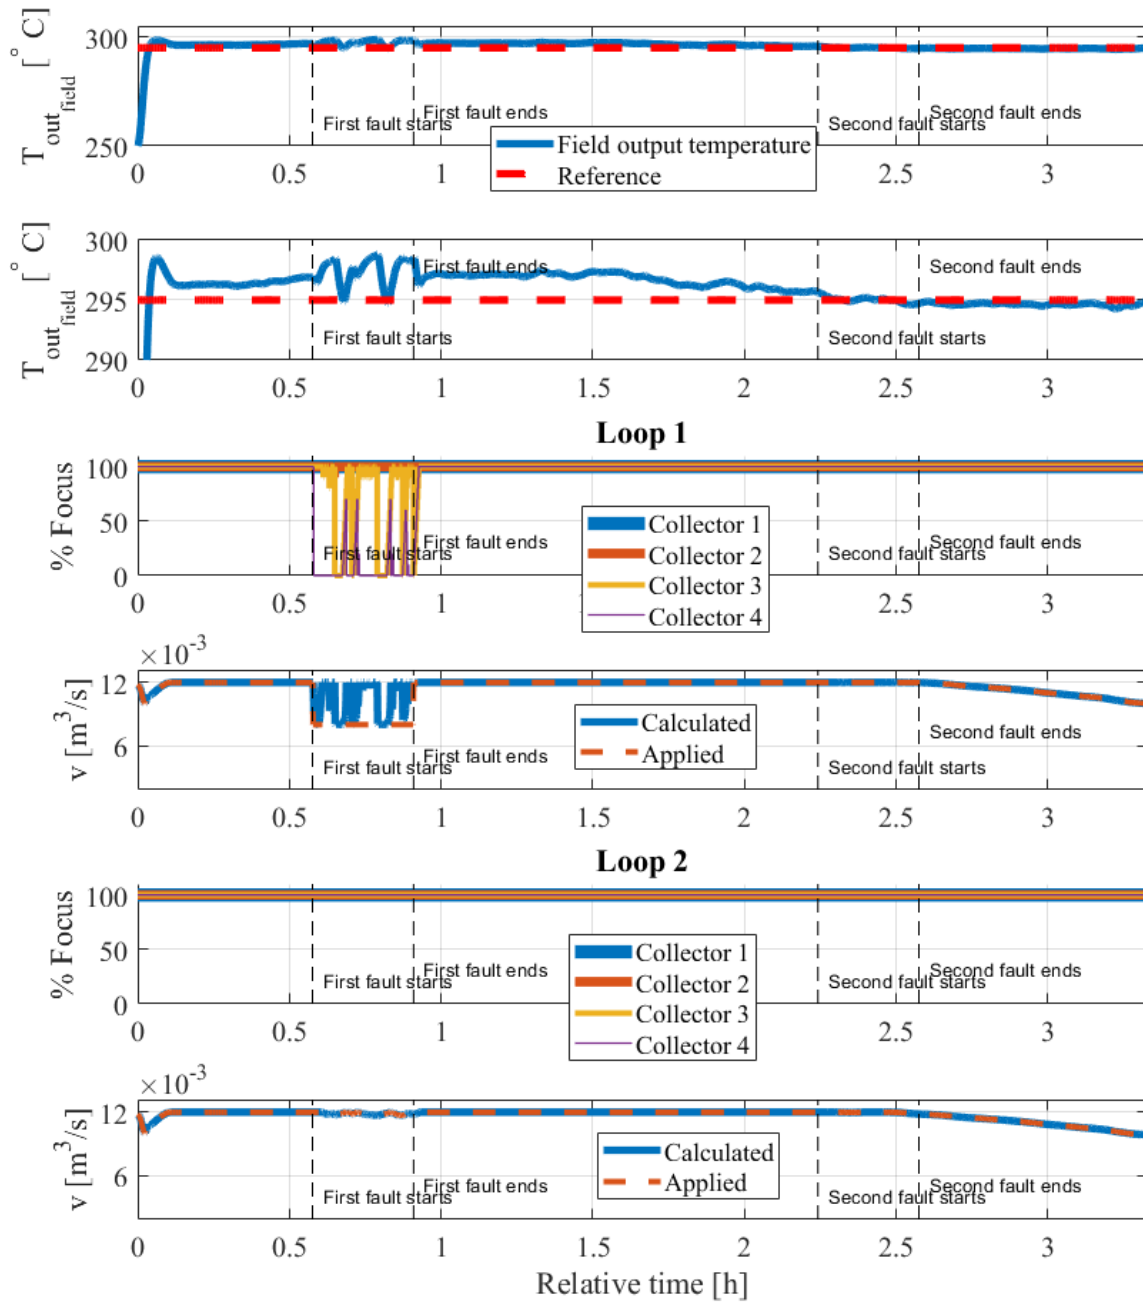 T_out_field [° C]
300
250
First fault starts
First fault ends
Second fault starts
Second fault ends
Field output temperature
Reference
0 0.5 1 2 2.5 3
T_out_field [° C]
300
295
290
First fault ends
Second fault ends
First fault starts
Second fault starts
0 0.5 1 1.5 2 2.5 3
Loop 1
% Focus
100
50
0
First fault starts
First fault ends
Second fault starts
Second fault ends
Collector 1
Collector 2
Collector 3
Collector 4
0 0.5 1 2 2.5 3
×10^-3
v [m^3/s]
12
6
First fault starts
First fault ends
Second fault starts
Second fault ends
Calculated
Applied
0 0.5 1 1.5 2 2.5 3
Loop 2
% Focus
100
50
0
First fault starts
First fault ends
Second fault starts
Second fault ends
Collector 1
Collector 2
Collector 3
Collector 4
0 0.5 1 2 2.5 3
×10^-3
v [m^3/s]
12
6
First fault starts
First fault ends
Second fault starts
Second fault ends
Calculated
Applied
0 0.5 1 1.5 2 2.5 3
Relative time [h]